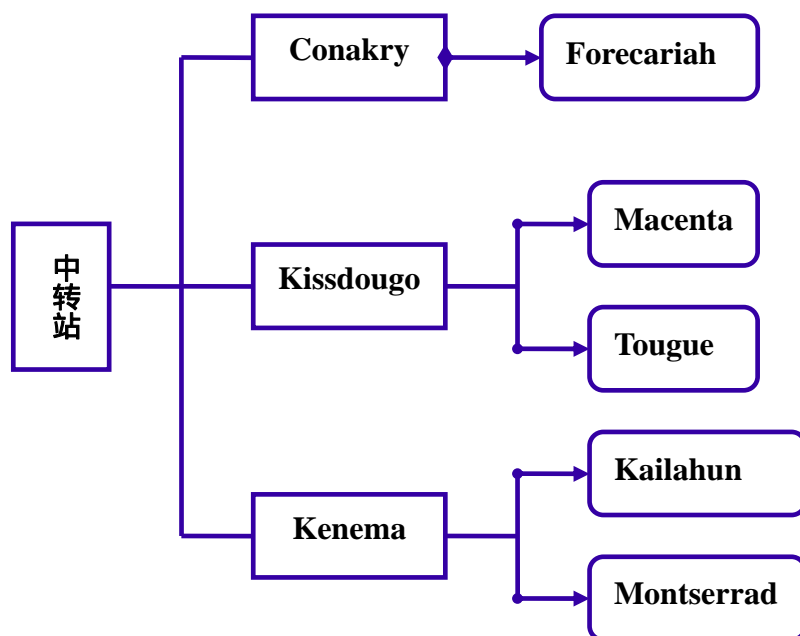 Conakry
Forecariah
中转站
Kissdougo
Macenta
Tougue
Kenema
Kailahun
Montserrad